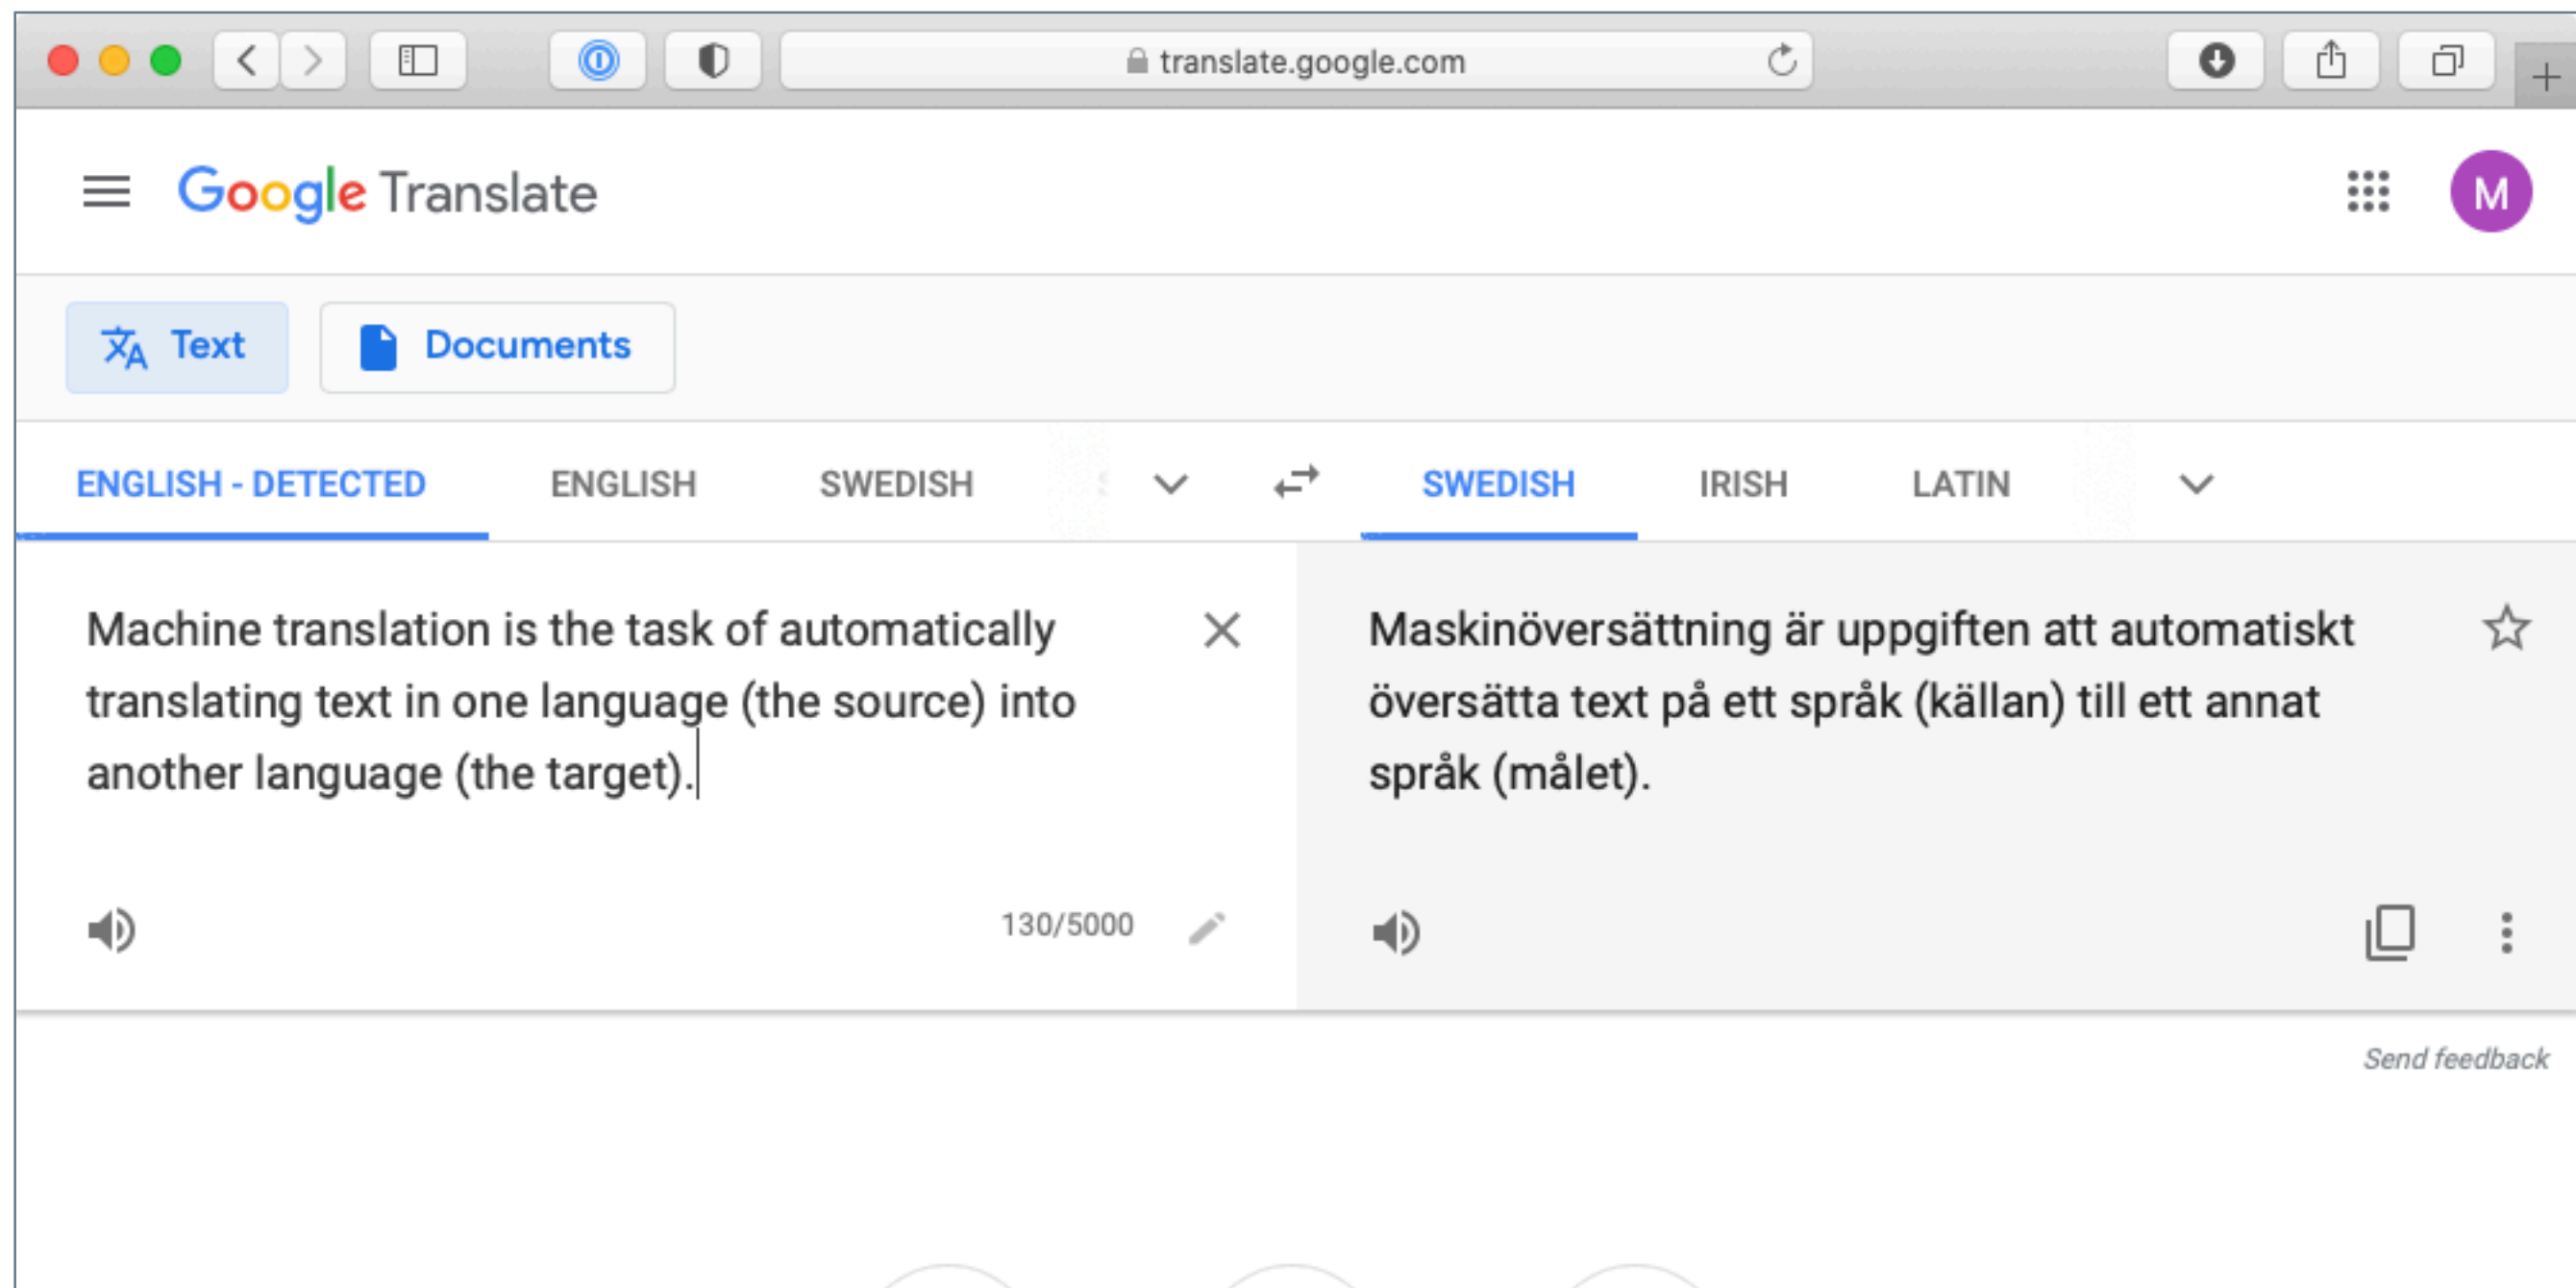 translate.google.com
Google Translate
M
Text
Documents
ENGLISH - DETECTED
ENGLISH
SWEDISH
SWEDISH
IRISH
LATIN
Machine translation is the task of automatically
translating text in one language (the source) into
another language (the target).
130/5000
Maskinöversättning är uppgiften att automatiskt
översätta text på ett språk (källan) till ett annat
språk (målet).
Send feedback